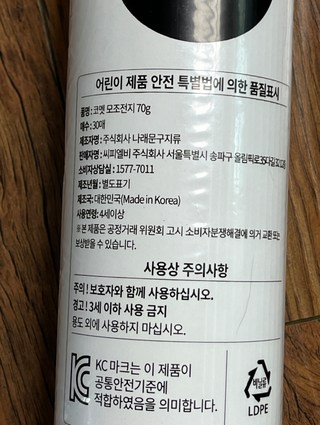 어린이 제품 안전 특별법에 의한 품질표시
품명 : 코멧 모조전지 70g
매수 : 30매
제조자명 : 주식회사 나래문구지류
판매자명 : 씨피엘비 주식회사 서울특별시 송파구 올림픽로35다길 32
소비자상담실 : 1577-7011
제조년월 : 별도표기
제조국: 대한민국(Made in Korea)
사용연령: 4세이상
※ 본 제품은 공정거래 위원회 고시 소비자분쟁해결에 의거 교환 또는
보상받을 수 있습니다.
사용상 주의사항
주의 ! 보호자와 함께 사용하십시오.
경고 ! 3세 이하 사용 금지
용도 외에 사용하지 마십시오.
KC 마크는 이 제품이
공통안전기준에
적합하였음을 의미합니다.
비닐류
LDPE